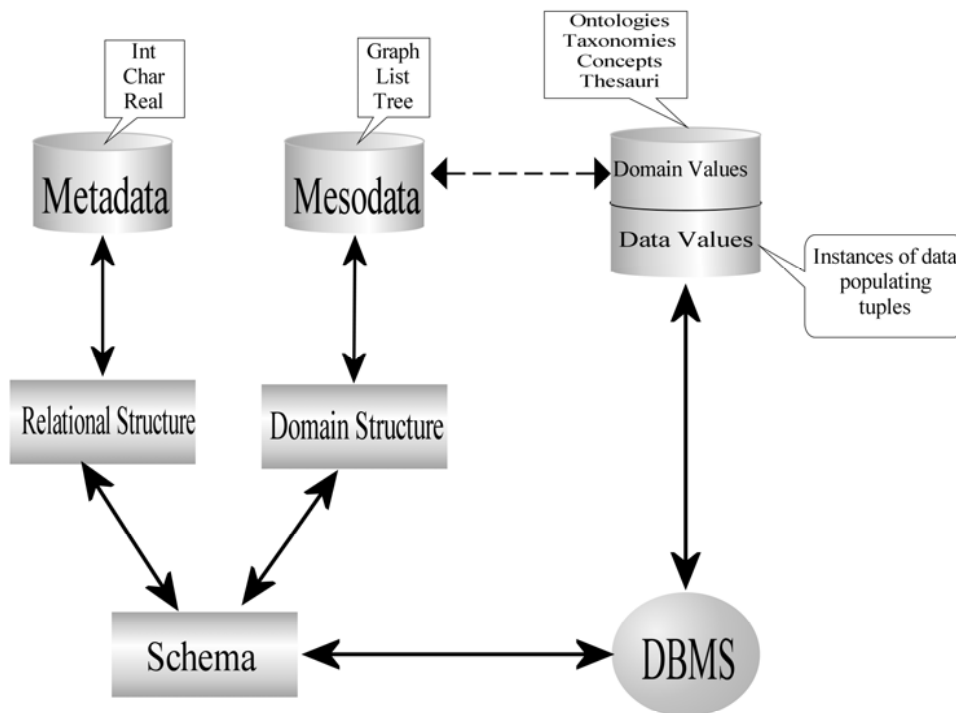 Int
Char
Real
Graph
List
Tree
Ontologies
Taxonomies
Concepts
Thesauri
Metadata
Mesodata
Domain Values
Data Values
Instances of data
populating
tuples
Relational Structure
Domain Structure
Schema
DBMS